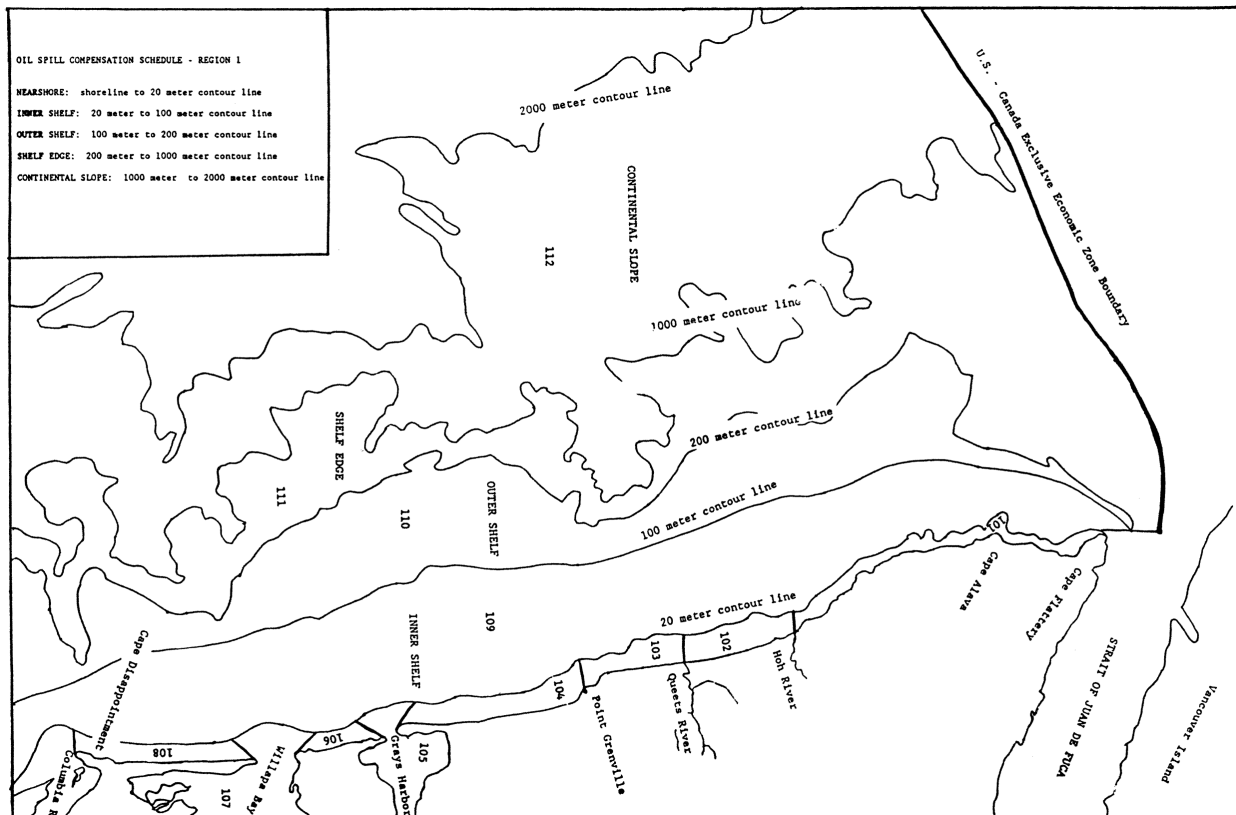 OIL SPILL COMPENSATION SCHEDULE - REGION 1
NEARSHORE: shoreline to 20 meter contour line
INNER SHELF: 20 meter to 100 meter contour line
OUTER SHELF: 100 meter to 200 meter contour line
SHELF EDGE: 200 meter to 1000 meter contour line
CONTINENTAL SLOPE: 1000 meter to 2000 meter contour line
U.S. - Canada Exclusive Economic Zone Boundary
2000 meter contour line
CONTINENTAL SLOPE
112
1000 meter contour line
200 meter contour line
SHELF EDGE
111
110
OUTER SHELF
100 meter contour line
101
Cape Alava
Cape Flattery
STRAIT OF JUAN DE FUCA
Vancouver Island
20 meter contour line
109
INNER SHELF
102
103
104
Hoh River
Queets River
Point Grenville
105
Grays Harbor
106
Willapa Bay
107
108
Cape Disappointment
Columbia R